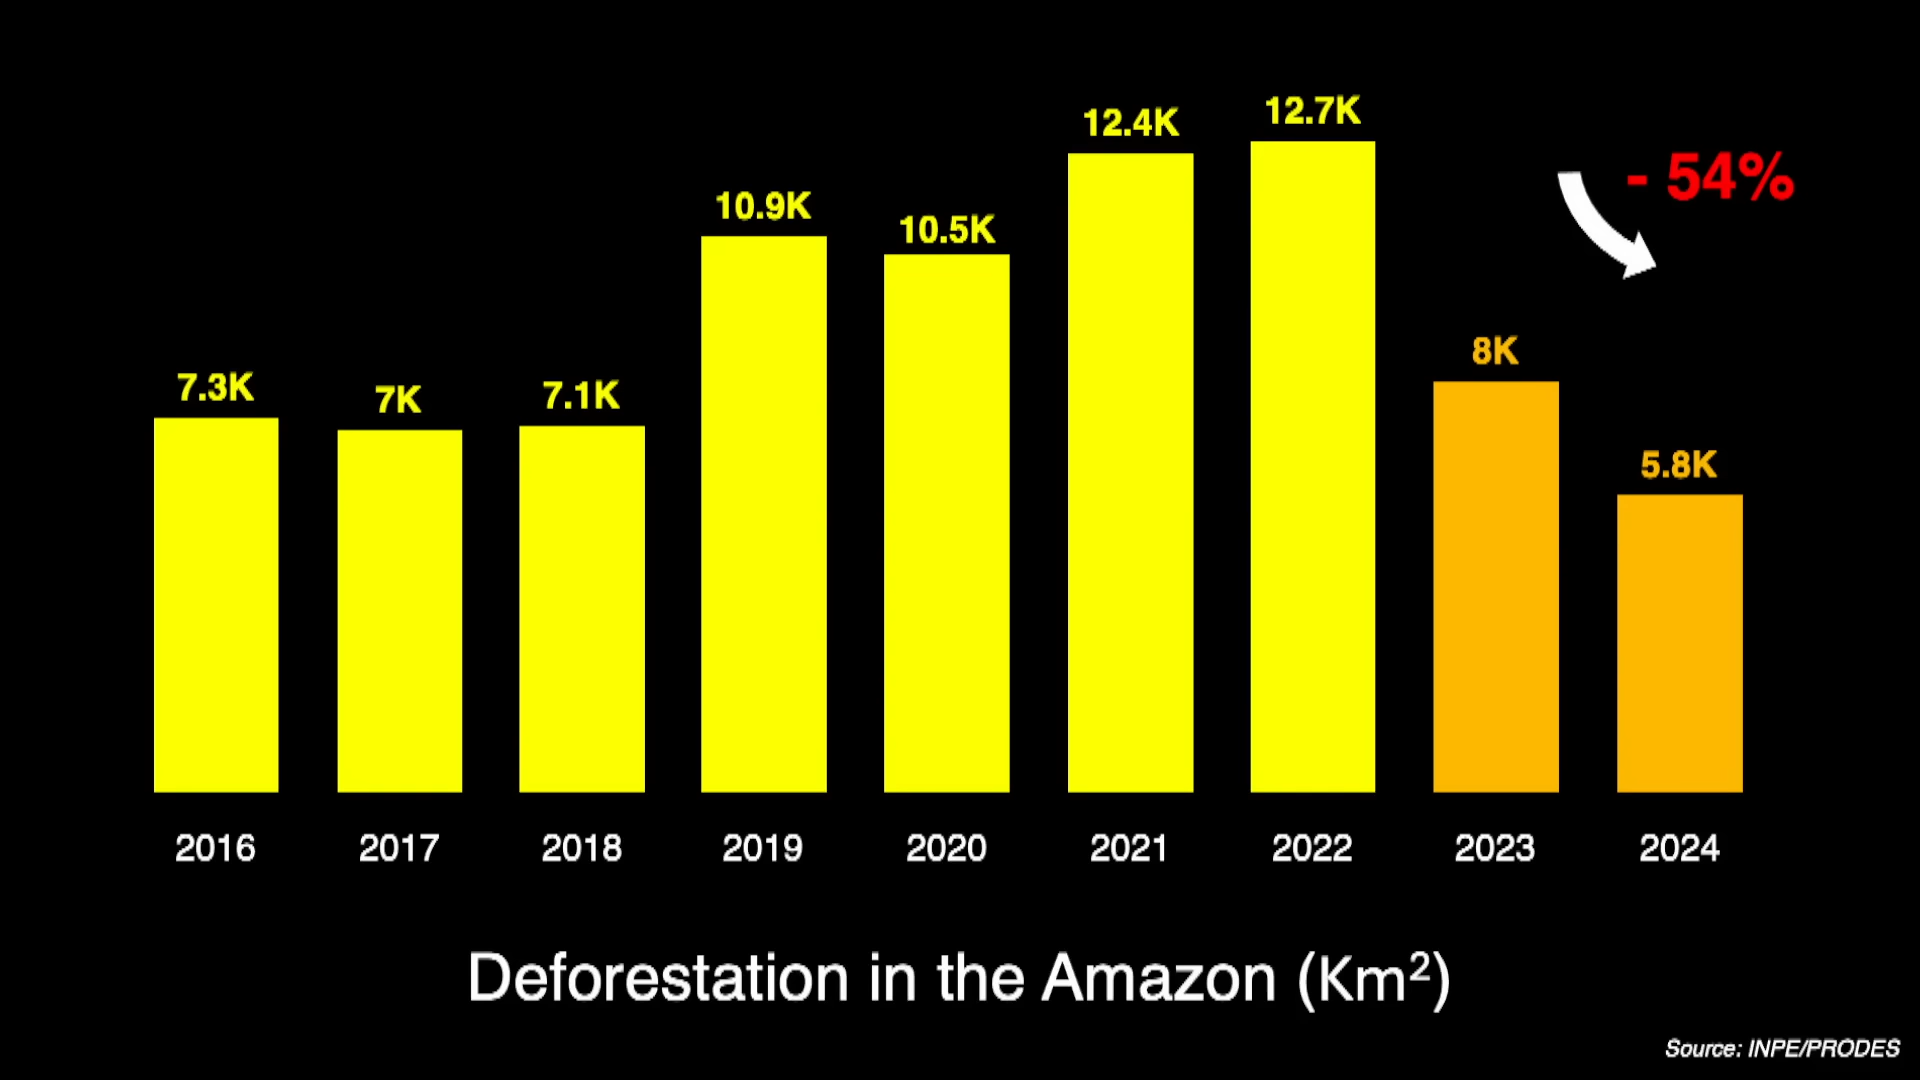 12.7K
12.4K
- 54%
10.9K
10.5K
8K
7.3K
7.1K
7K
5.8K
2016 2017 2018 2019 2020 2021 2022 2023 2024
Deforestation in the Amazon (Km²)
Source: INPE/PRODES